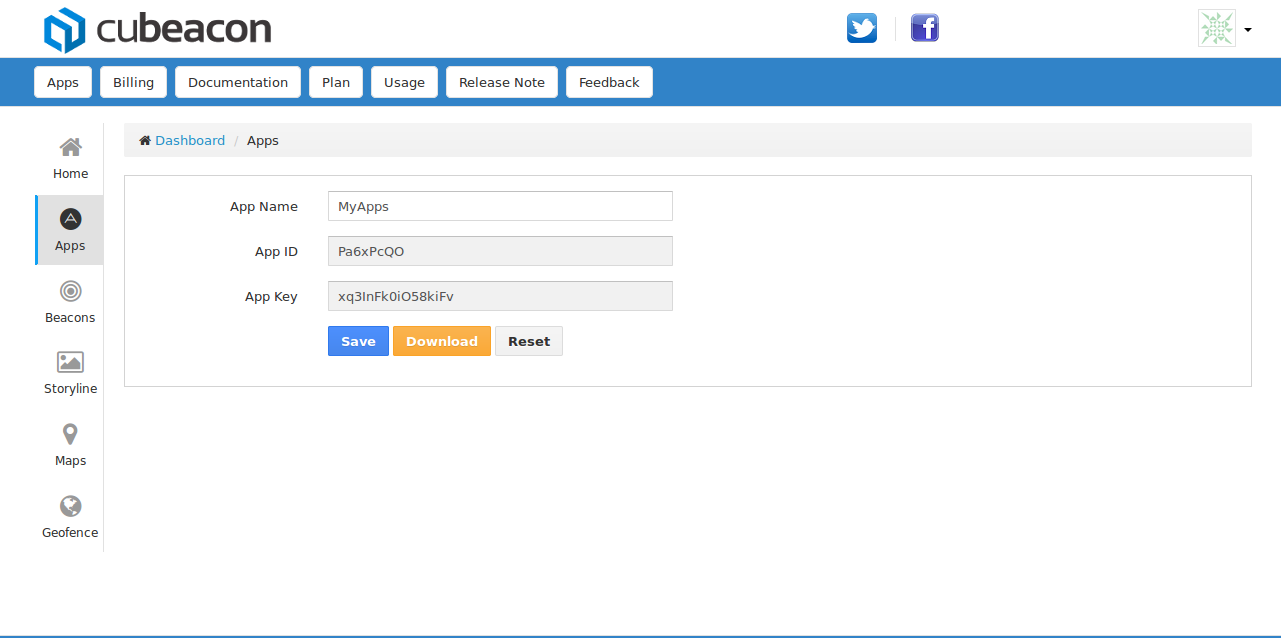 cubeacon
Apps Billing Documentation Plan Usage Release Note Feedback
Home
Apps
Beacons
Storyline
Maps
Geofence
Dashboard / Apps
App Name MyApps
App ID Pa6xPcQO
App Key xq3InFk0iO58kiFv
Save Download Reset